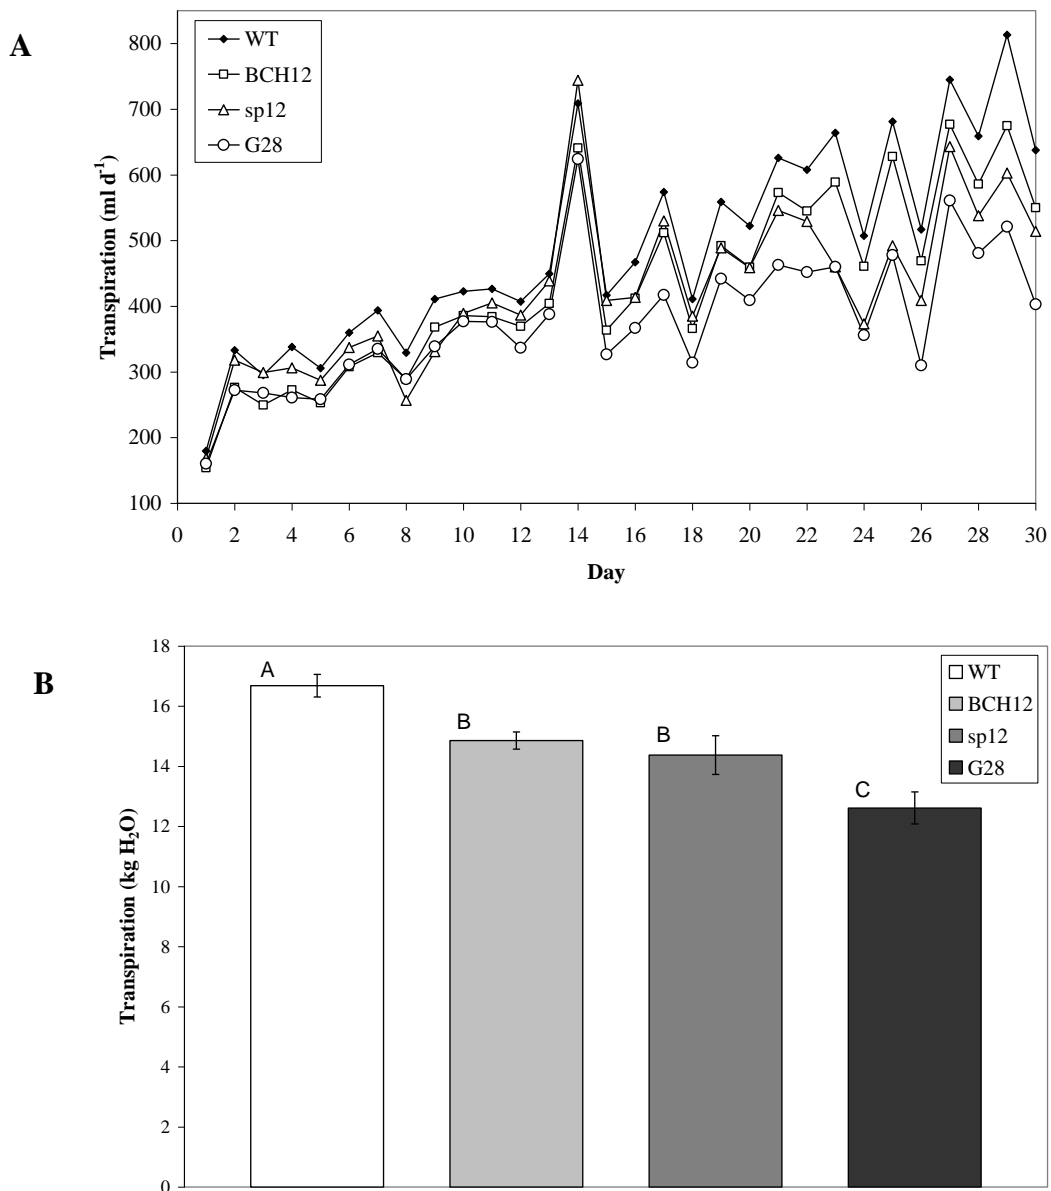 A
WT
BCH12
sp12
G28
800
700
600
500
400
300
200
100
Transpiration (ml d⁻¹)
0 2 4 6 8 10 12 14 16 18 20 22 24 26 28 30
Day
B
18
16
14
12
10
8
6
4
2
0
Transpiration (kg H₂O)
A
B
B
C
WT
BCH12
sp12
G28